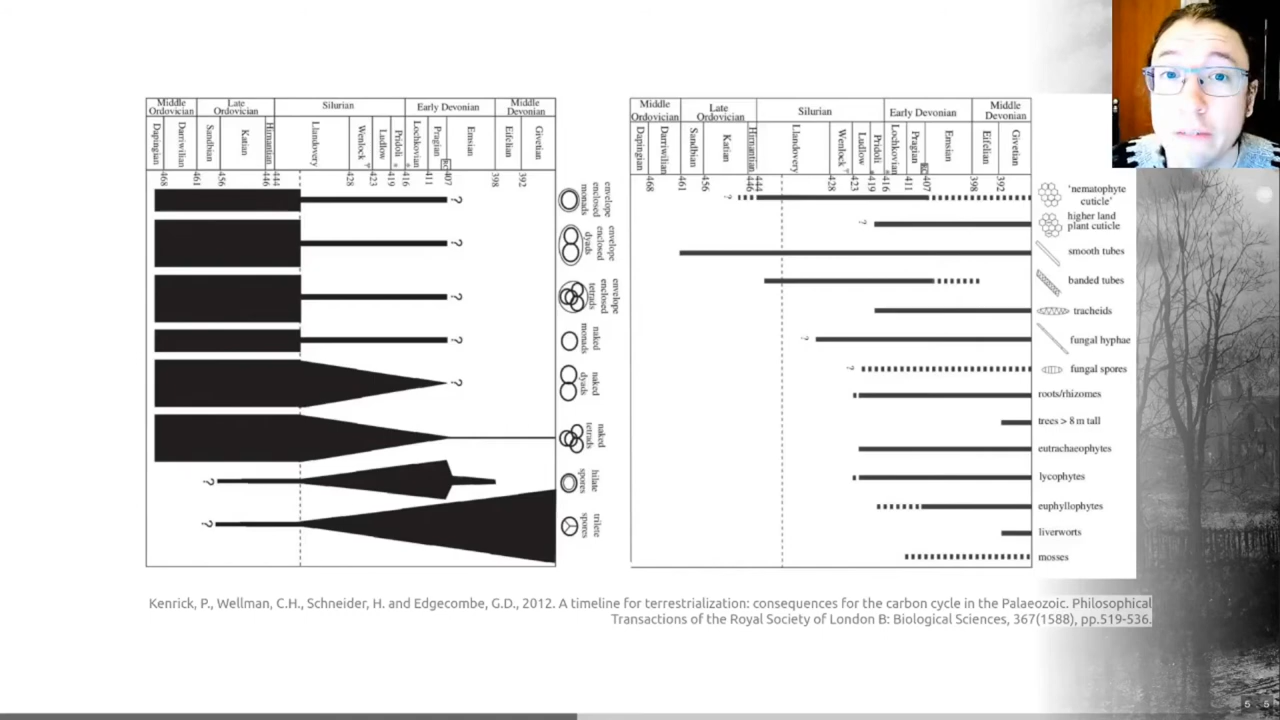 Middle Ordovician
Late Ordovician
Silurian
Early Devonian
Middle Devonian
Dapingian
Darriwilian
Sandbian
Katian
Hirnantian
Llandovery
Wenlock
Ludlow
Pridoli
Lochkovian
Pragian
Emsian
Eifelian
Givetian
468
461
456
446
444
428
423
419
416
411
407
398
392
envelope enclosed monads
?
envelope enclosed dyads
?
envelope enclosed tetrads
?
naked monads
?
naked dyads
?
naked tetrads
hilate spores
?
trilete spores
?
Middle Ordovician
Late Ordovician
Silurian
Early Devonian
Middle Devonian
Dapingian
Darriwilian
Sandbian
Katian
Hirnantian
Llandovery
Wenlock
Ludlow
Pridoli
Lochkovian
Pragian
Emsian
Eifelian
Givetian
468
461
456
446
444
428
423
419
416
411
407
398
392
? 'nematophyte
cuticle'
? higher land
plant cuticle
smooth tubes
banded tubes
tracheids
? fungal hyphae
? fungal spores
roots/rhizomes
trees > 8 m tall
eutrachaeophytes
lycophytes
euphyllophytes
liverworts
mosses
Kenrick, P., Wellman, C.H., Schneider, H. and Edgecombe, G.D., 2012. A timeline for terrestrialization: consequences for the carbon cycle in the Palaeozoic. Philosophical
Transactions of the Royal Society of London B: Biological Sciences, 367(1588), pp.519-536.
5 . 5